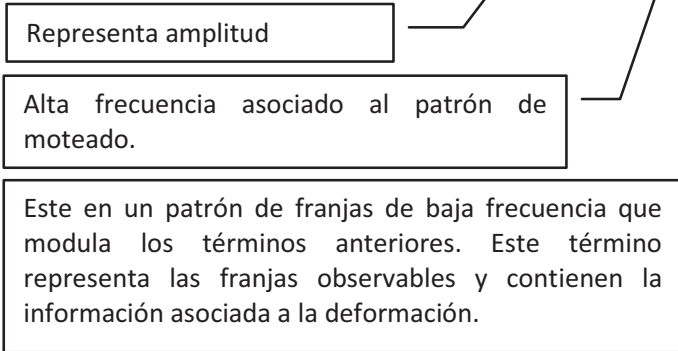 Representa amplitud
Alta frecuencia asociado al patrón de
moteado.
Este en un patrón de franjas de baja frecuencia que
modula los términos anteriores. Este término
representa las franjas observables y contienen la
información asociada a la deformación.